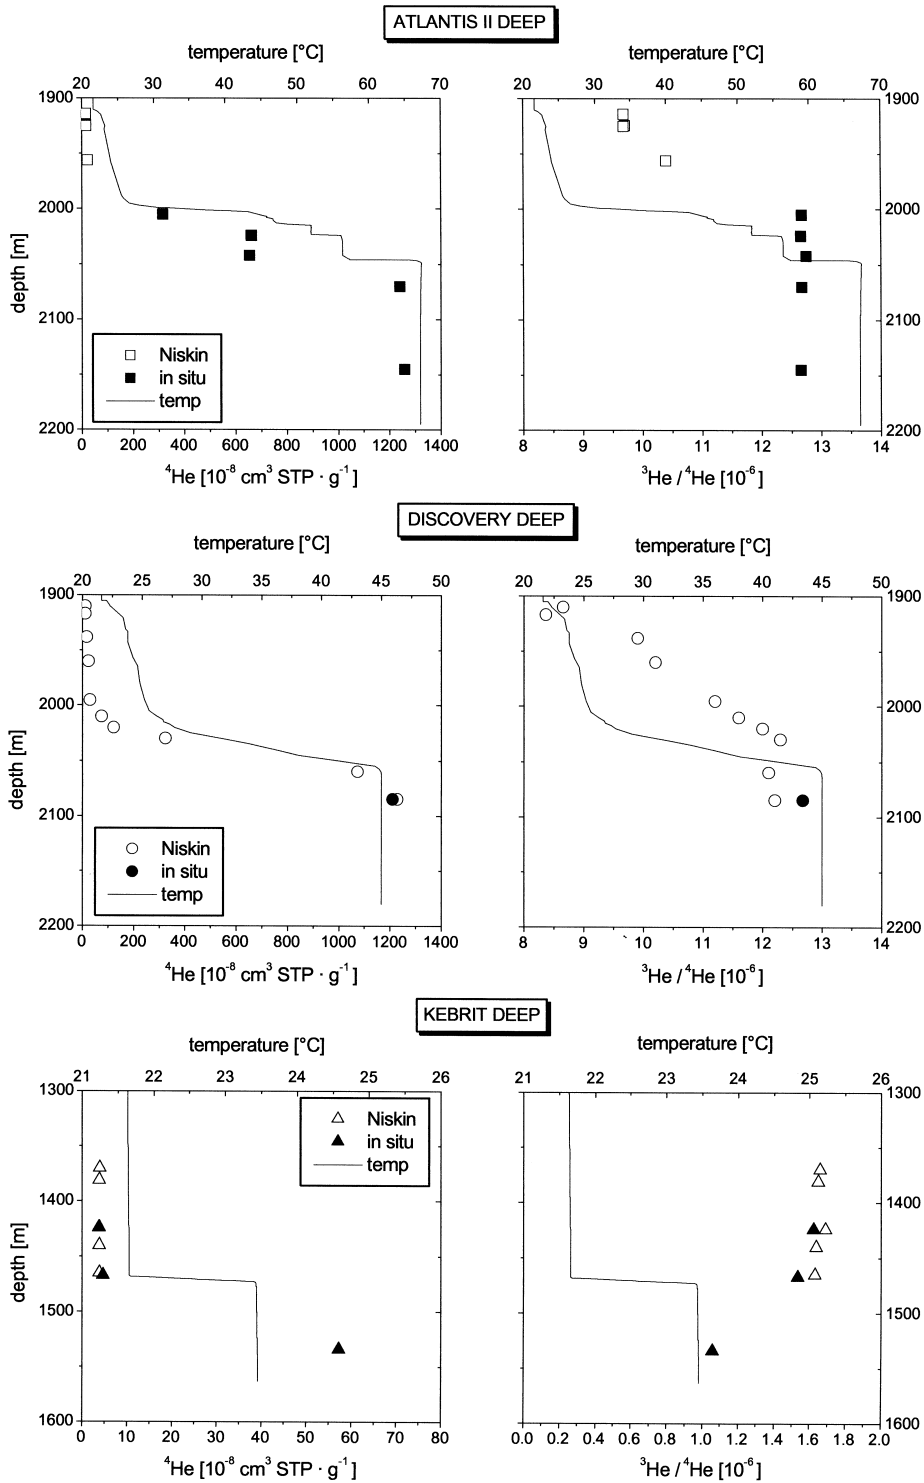 ATLANTIS II DEEP
temperature [°C] temperature [°C]
20 30 40 50 60 70 20 30 40 50 60 70
1900 1900
2000 2000
2100 2100
2200 2200
depth [m]
Niskin
in situ
temp
0 200 400 600 800 1000 1200 1400 8 9 10 11 12 13 14
⁴He [10⁻⁸ cm³ STP · g⁻¹] ³He / ⁴He [10⁻⁶]
DISCOVERY DEEP
temperature [°C] temperature [°C]
20 25 30 35 40 45 50 20 25 30 35 40 45 50
1900 1900
2000 2000
2100 2100
2200 2200
depth [m]
Niskin
in situ
temp
0 200 400 600 800 1000 1200 1400 8 9 10 11 12 13 14
⁴He [10⁻⁸ cm³ STP · g⁻¹] ³He / ⁴He [10⁻⁶]
KEBRIT DEEP
temperature [°C] temperature [°C]
21 22 23 24 25 26 21 22 23 24 25 26
1300 1300
1400 1400
1500 1500
1600 1600
depth [m]
Niskin
in situ
temp
0 10 20 30 40 50 60 70 80 0.0 0.2 0.4 0.6 0.8 1.0 1.2 1.4 1.6 1.8 2.0
⁴He [10⁻⁸ cm³ STP · g⁻¹] ³He / ⁴He [10⁻⁶]